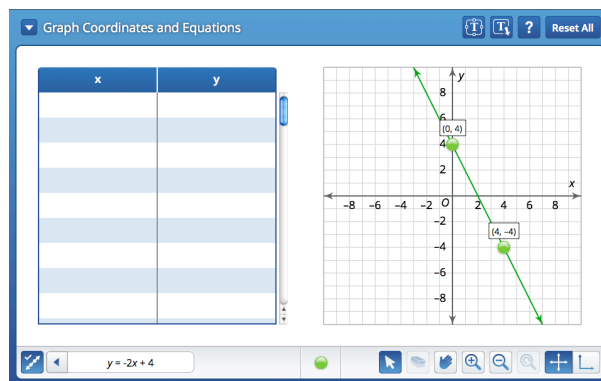 Graph Coordinates and Equations
T
T
?
Reset All
x
y
y
8
6
(0, 4)
4
2
x
-8 -6 -4 -2 O 2 4 6 8
-2
(4, -4)
-4
-6
-8
y = -2x + 4